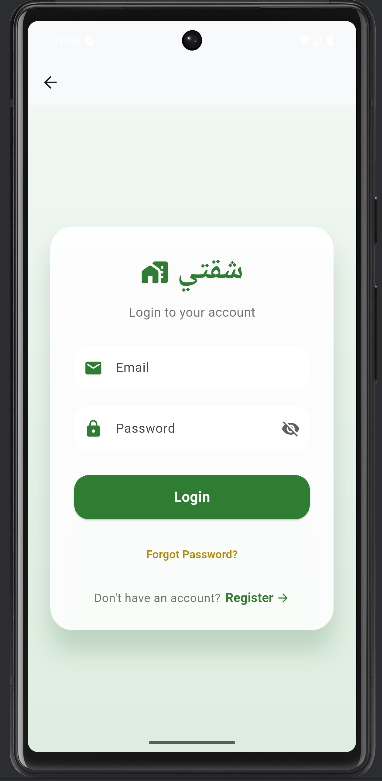 شقتي
Login to your account
Email
Password
Login
Forgot Password?
Don't have an account? Register →